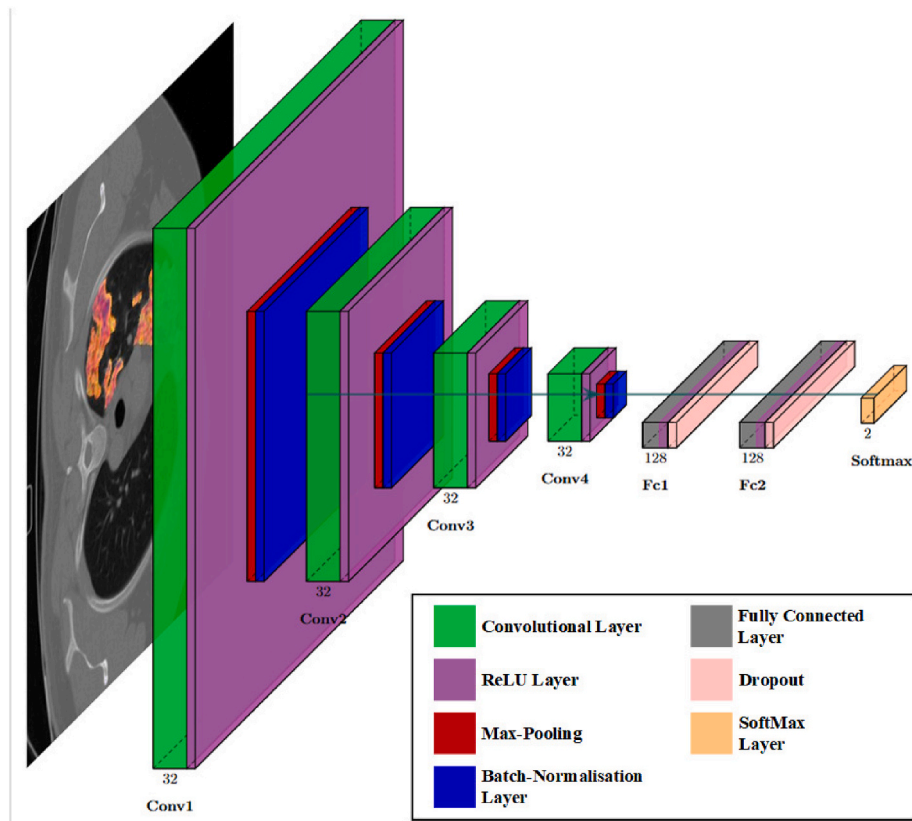 32
Conv1
32
Conv2
32
Conv3
32
Conv4
128
Fc1
128
Fc2
2
Softmax
Convolutional Layer
ReLU Layer
Max-Pooling
Batch-Normalisation
Layer
Fully Connected
Layer
Dropout
SoftMax
Layer